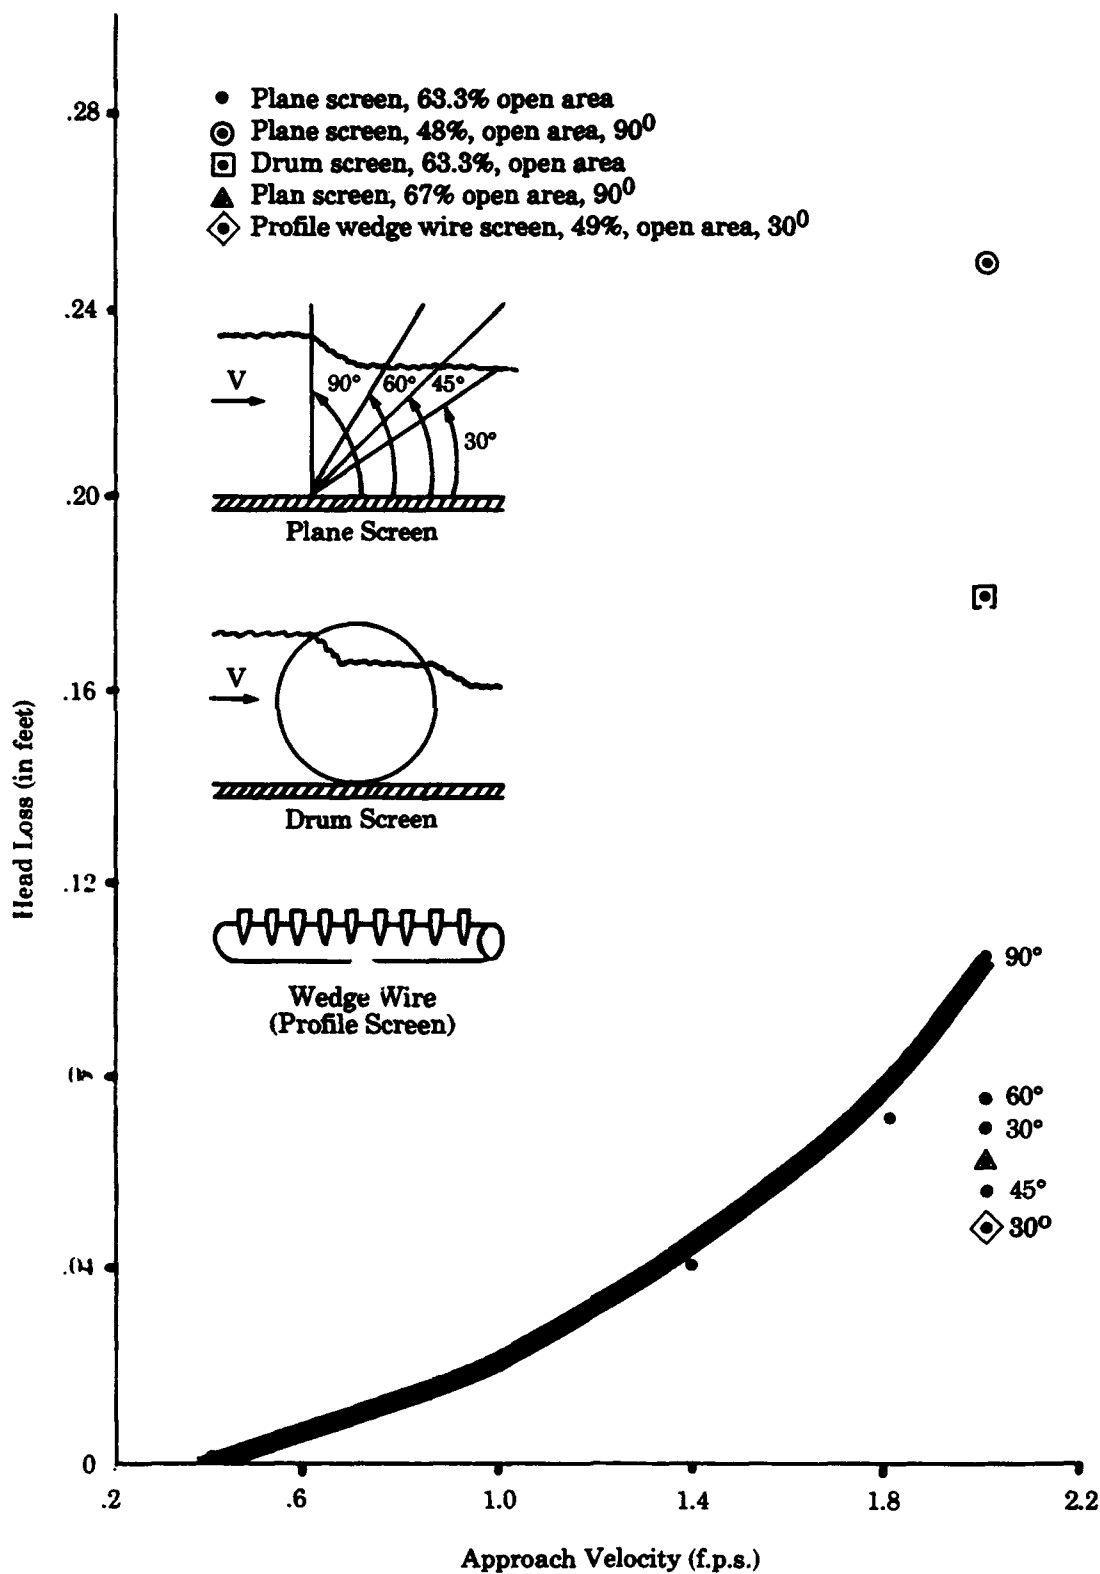 Plane screen, 63.3% open area
Plane screen, 48%, open area, 90⁰
Drum screen, 63.3%, open area
Plan screen, 67% open area, 90⁰
Profile wedge wire screen, 49%, open area, 30⁰
.28
.24
V
90°
60°
45°
30°
.20
Plane Screen
.16
V
Drum Screen
Head Loss (in feet)
.12
Wedge Wire
(Profile Screen)
90°
60°
30°
45°
30⁰
0
.2
.6
1.0
1.4
1.8
2.2
Approach Velocity (f.p.s.)